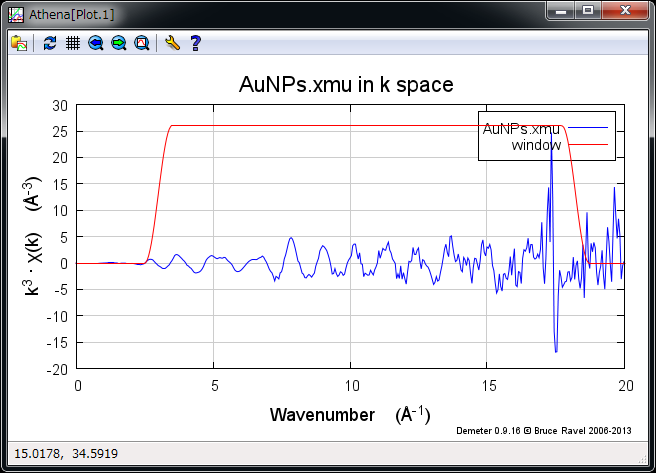 Athena[Plot.1]
AuNPs.xmu in k space
AuNPs.xmu
window
30
25
20
15
10
5
0
-5
-10
-15
-20
k³ · χ(k) (Å⁻³)
0 5 10 15 20
Wavenumber (Å⁻¹)
Demeter 0.9.16 © Bruce Ravel 2006-2013
15.0178, 34.5919